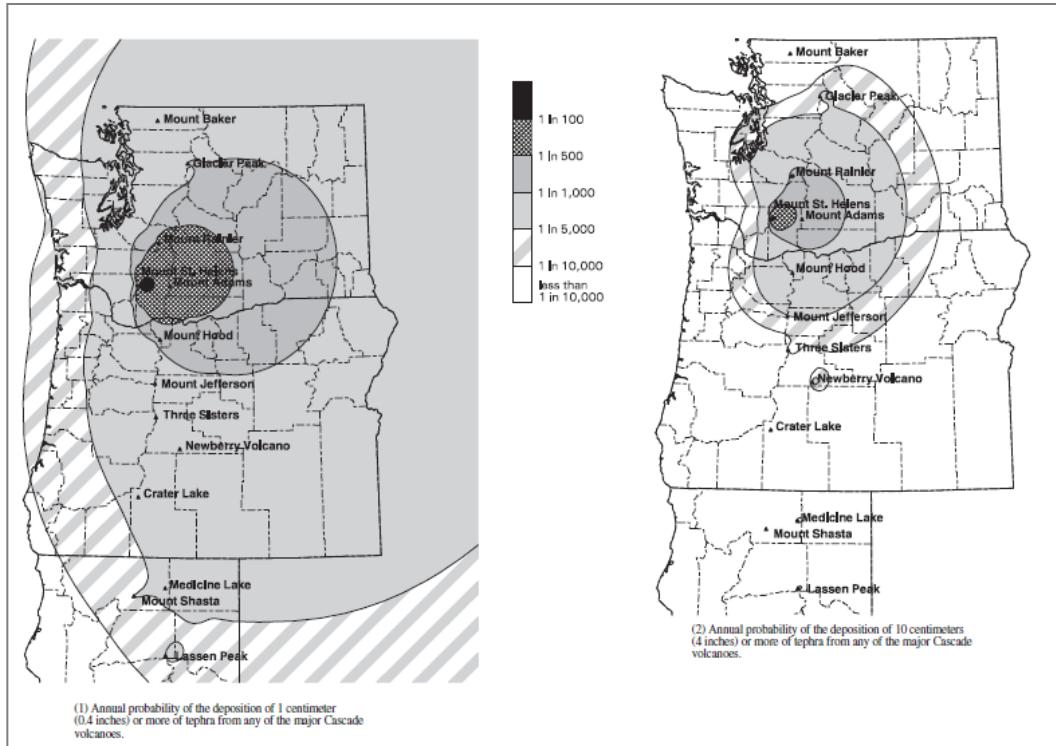 Mount Baker
Glacier Peak
Mount Rainier
Mount St. Helens
Mount Adams
Mount Hood
Mount Jefferson
Three Sisters
Newberry Volcano
Crater Lake
Medicine Lake
Mount Shasta
Lassen Peak
(1) Annual probability of the deposition of 1 centimeter
(0.4 inches) or more of tephra from any of the major Cascade
volcanoes.
1 in 100
1 in 500
1 in 1,000
1 in 5,000
1 in 10,000
less than
1 in 10,000
Mount Baker
Glacier Peak
Mount Rainier
Mount St. Helens
Mount Adams
Mount Hood
Mount Jefferson
Three Sisters
Newberry Volcano
Crater Lake
Medicine Lake
Mount Shasta
Lassen Peak
(2) Annual probability of the deposition of 10 centimeters
(4 inches) or more of tephra from any of the major Cascade
volcanoes.